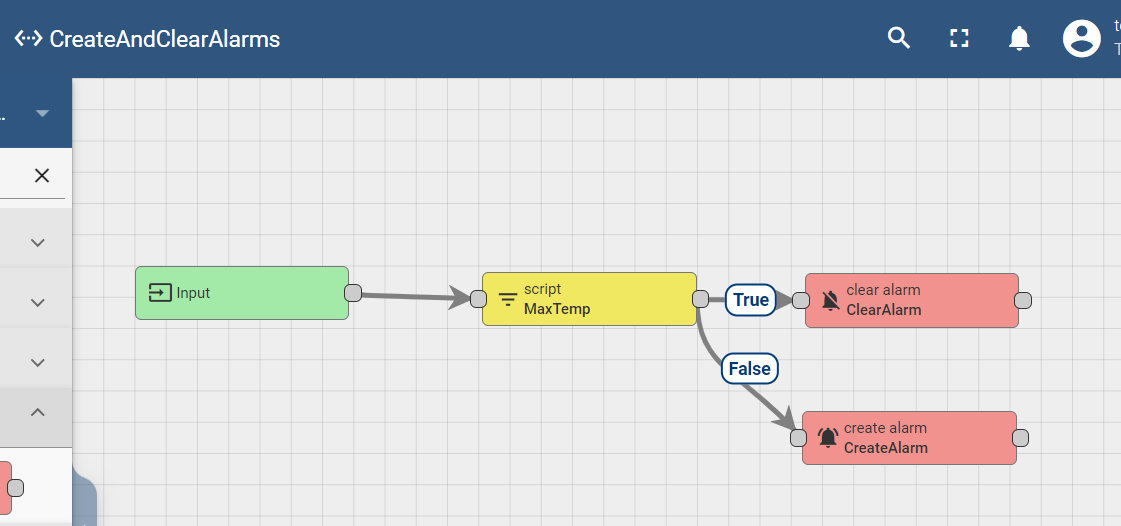 CreateAndClearAlarms
Input
script
MaxTemp
True
clear alarm
ClearAlarm
False
create alarm
CreateAlarm